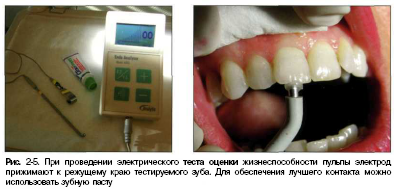 00
Рис. 2-5. При проведении электрического теста оценки жизнеспособности пульпы электрод
прижимают к режущему краю тестируемого зуба. Для обеспечения лучшего контакта можно
использовать зубную пасту